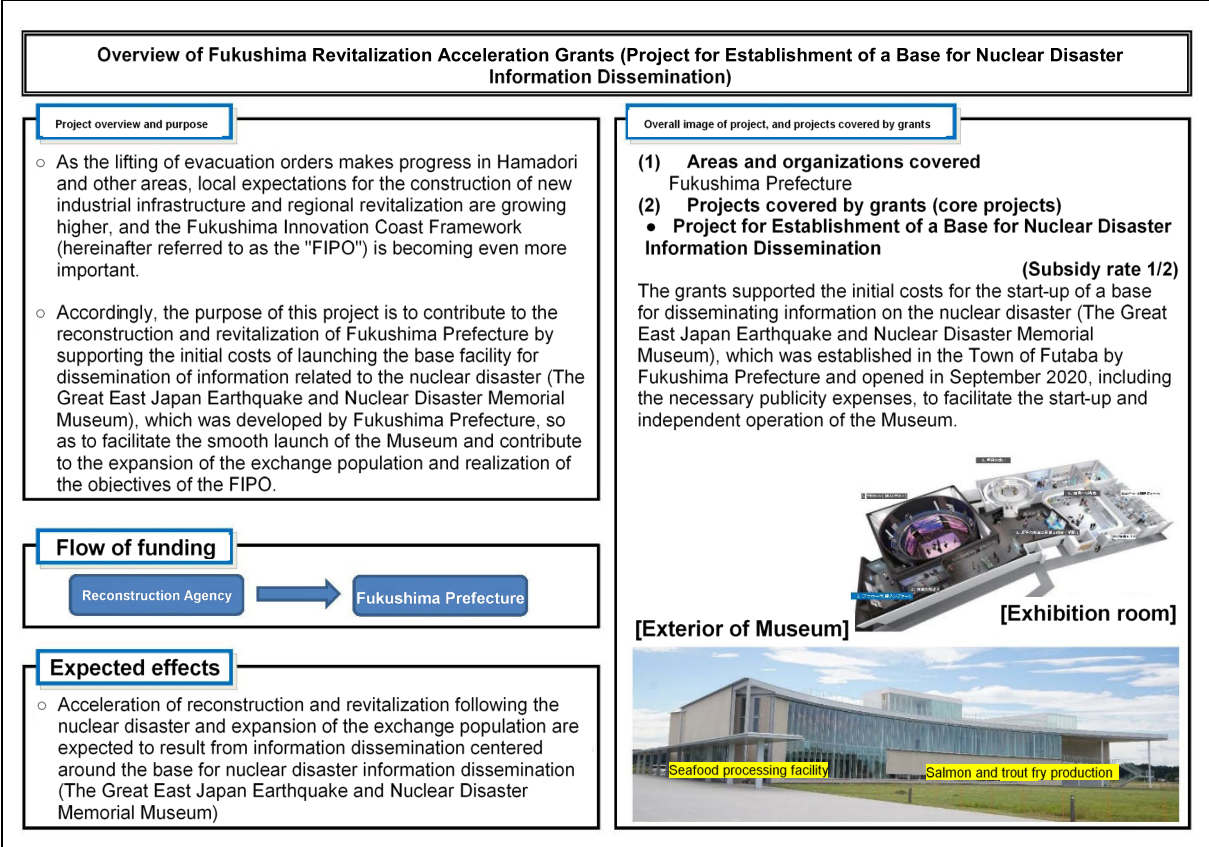 Overview of Fukushima Revitalization Acceleration Grants (Project for Establishment of a Base for Nuclear Disaster
Information Dissemination)
Project overview and purpose
○ As the lifting of evacuation orders makes progress in Hamadori
and other areas, local expectations for the construction of new
industrial infrastructure and regional revitalization are growing
higher, and the Fukushima Innovation Coast Framework
(hereinafter referred to as the "FIPO") is becoming even more
important.
○ Accordingly, the purpose of this project is to contribute to the
reconstruction and revitalization of Fukushima Prefecture by
supporting the initial costs of launching the base facility for
dissemination of information related to the nuclear disaster (The
Great East Japan Earthquake and Nuclear Disaster Memorial
Museum), which was developed by Fukushima Prefecture, so
as to facilitate the smooth launch of the Museum and contribute
to the expansion of the exchange population and realization of
the objectives of the FIPO.
Flow of funding
Reconstruction Agency
Fukushima Prefecture
Expected effects
○ Acceleration of reconstruction and revitalization following the
nuclear disaster and expansion of the exchange population are
expected to result from information dissemination centered
around the base for nuclear disaster information dissemination
(The Great East Japan Earthquake and Nuclear Disaster
Memorial Museum)
Overall image of project, and projects covered by grants
(1) Areas and organizations covered
Fukushima Prefecture
(2) Projects covered by grants (core projects)
● Project for Establishment of a Base for Nuclear Disaster
Information Dissemination
(Subsidy rate 1/2)
The grants supported the initial costs for the start-up of a base
for disseminating information on the nuclear disaster (The Great
East Japan Earthquake and Nuclear Disaster Memorial
Museum), which was established in the Town of Futaba by
Fukushima Prefecture and opened in September 2020, including
the necessary publicity expenses, to facilitate the start-up and
independent operation of the Museum.
[Exhibition room]
[Exterior of Museum]
Seafood processing facility
Salmon and trout fry production